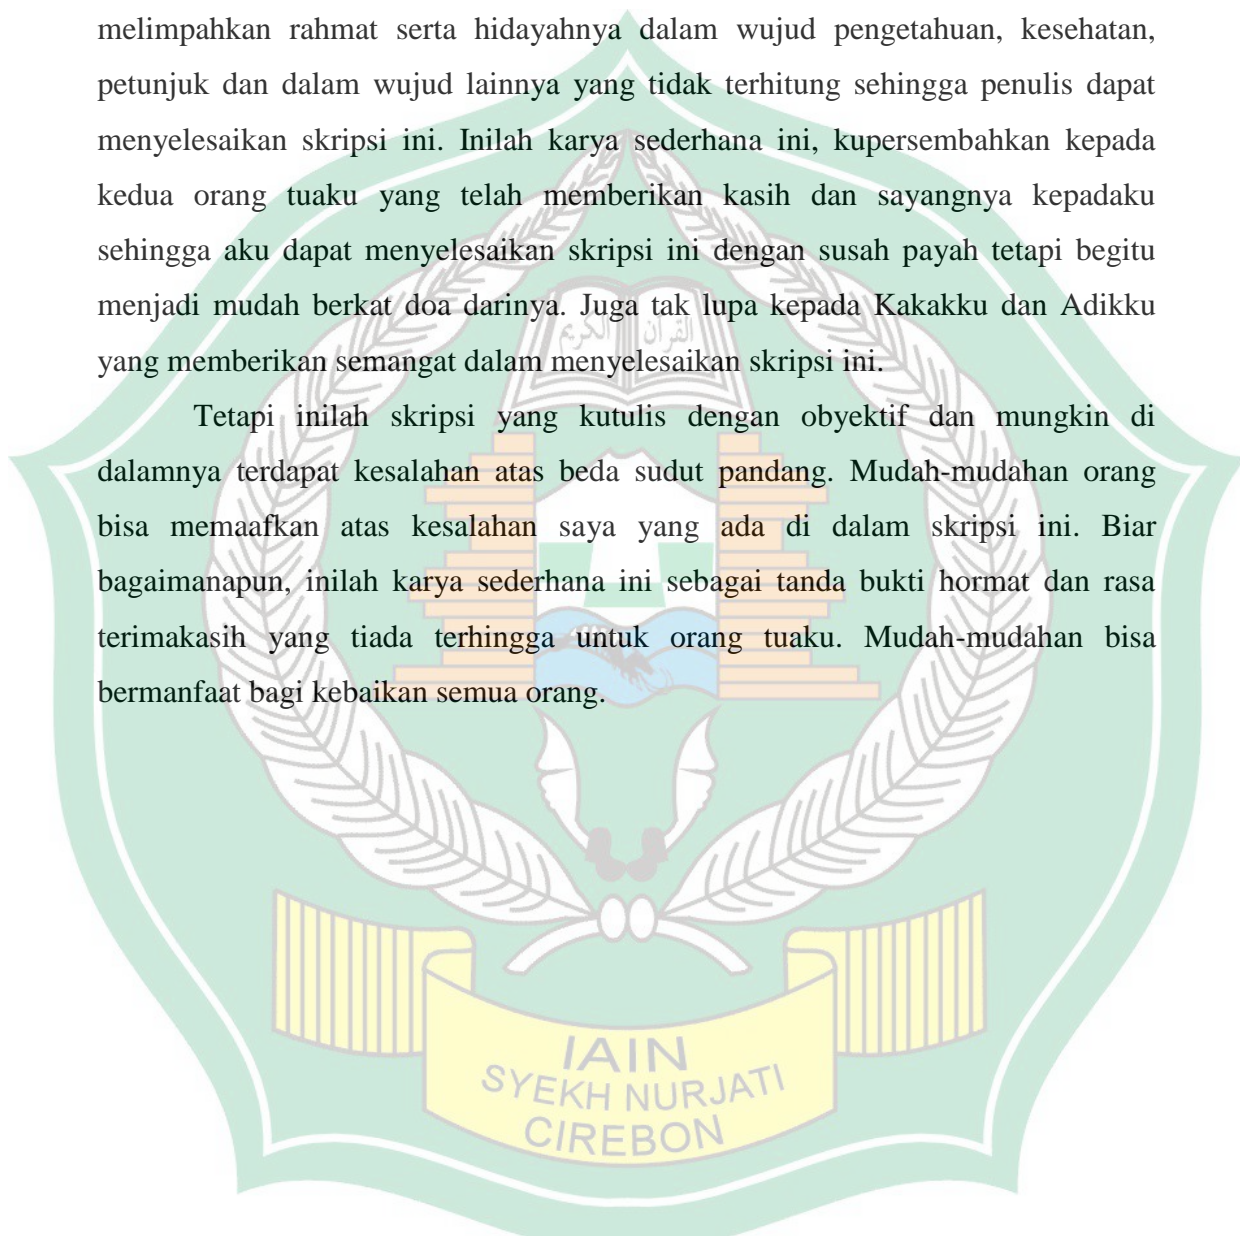 melimpahkan rahmat serta hidayahnya dalam wujud pengetahuan, kesehatan,
petunjuk dan dalam wujud lainnya yang tidak terhitung sehingga penulis dapat
menyelesaikan skripsi ini. Inilah karya sederhana ini, kupersembahkan kepada
kedua orang tuaku yang telah memberikan kasih dan sayangnya kepadaku
sehingga aku dapat menyelesaikan skripsi ini dengan susah payah tetapi begitu
menjadi mudah berkat doa darinya. Juga tak lupa kepada Kakakku dan Adikku
القرآن الكريم
yang memberikan semangat dalam menyelesaikan skripsi ini.
Tetapi inilah skripsi yang kutulis dengan obyektif dan mungkin di
dalamnya terdapat kesalahan atas beda sudut pandang. Mudah-mudahan orang
bisa memaafkan atas kesalahan saya yang ada di dalam skripsi ini. Biar
bagaimanapun, inilah karya sederhana ini sebagai tanda bukti hormat dan rasa
terimakasih yang tiada terhingga untuk orang tuaku. Mudah-mudahan bisa
bermanfaat bagi kebaikan semua orang.
IAIN
SYEKH NURJATI
CIREBON